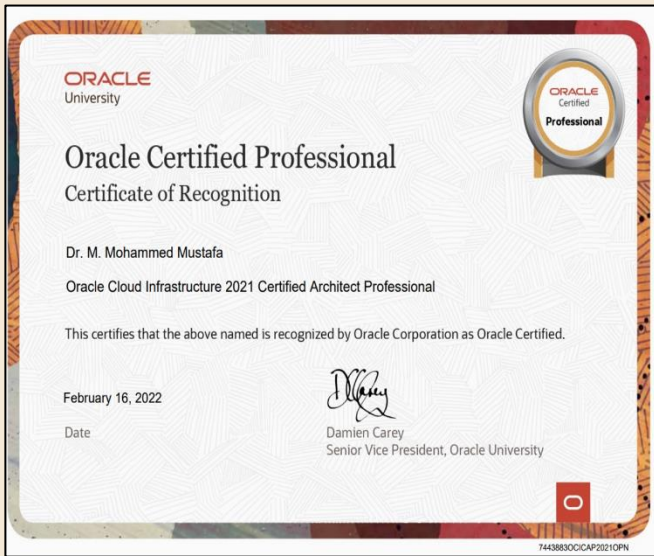 ORACLE
University
ORACLE
Certified
Professional
Oracle Certified Professional
Certificate of Recognition
Dr. M. Mohammed Mustafa
Oracle Cloud Infrastructure 2021 Certified Architect Professional
This certifies that the above named is recognized by Oracle Corporation as Oracle Certified.
February 16, 2022
Date
DCarey
Damien Carey
Senior Vice President, Oracle University
7443883OCICAP2021OPN